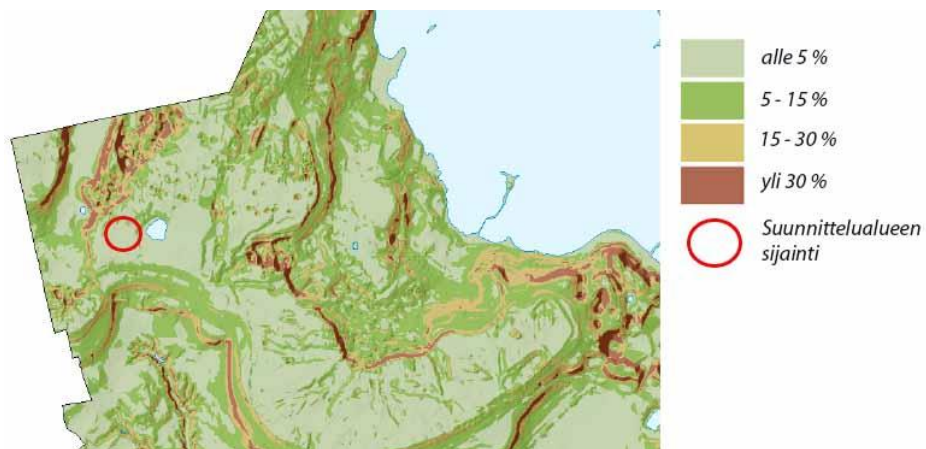 alle 5 %
5 - 15 %
15 - 30 %
yli 30 %
Suunnittelualueen
sijainti